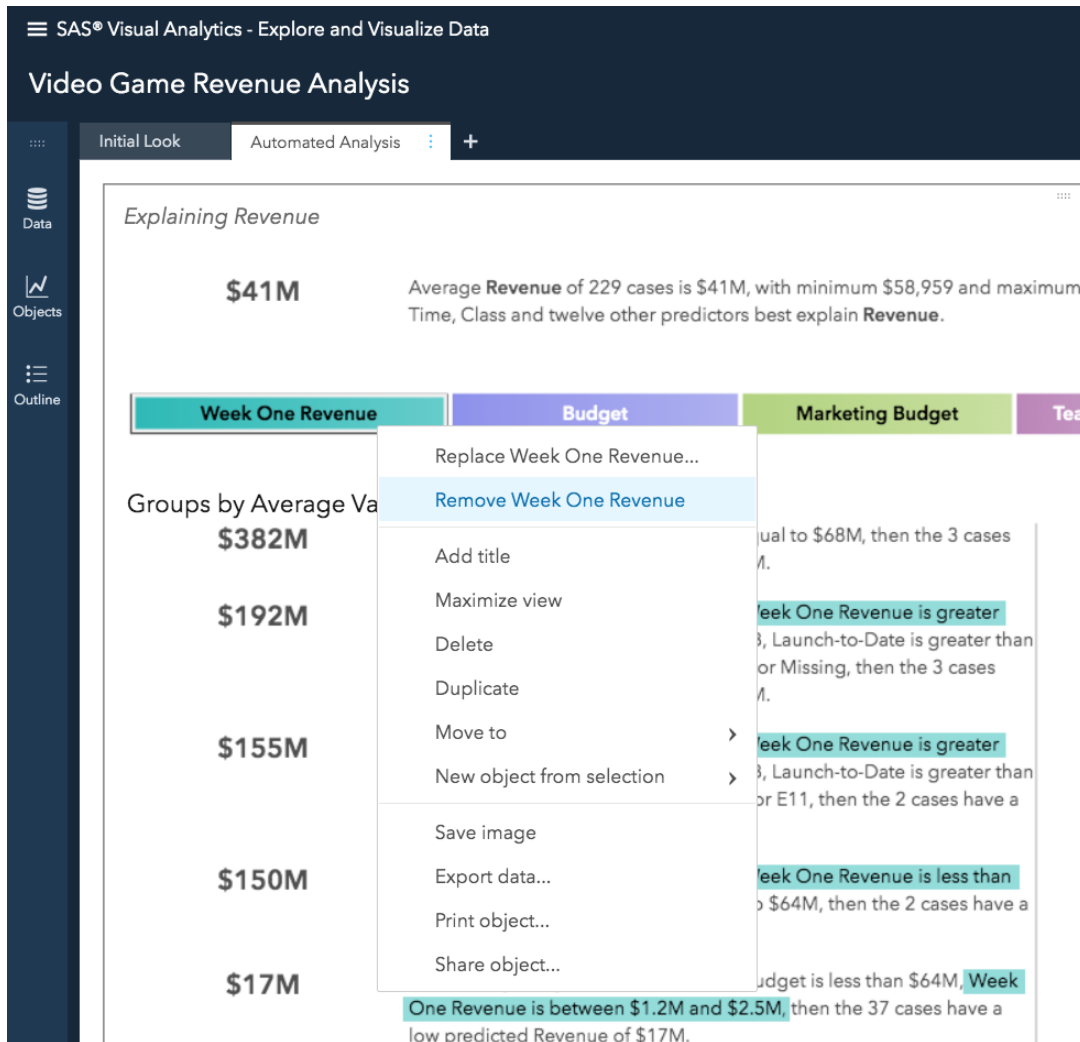 SAS® Visual Analytics - Explore and Visualize Data
Video Game Revenue Analysis
Initial Look
Automated Analysis
+
Data
Objects
Outline
Explaining Revenue
$41M
Average Revenue of 229 cases is $41M, with minimum $58,959 and maximum
Time, Class and twelve other predictors best explain Revenue.
Week One Revenue
Budget
Marketing Budget
Replace Week One Revenue...
Remove Week One Revenue
Add title
Maximize view
Delete
Duplicate
Move to
New object from selection
Save image
Export data...
Print object...
Share object...
Groups by Average
$382M
to $68M, then the 3 cases
$192M
One Revenue is greater
Launch-to-Date is greater than
or Missing, then the 3 cases
$155M
One Revenue is greater
Launch-to-Date is greater than
or E11, then the 2 cases have a
$150M
One Revenue is less than
$64M, then the 2 cases have a
$17M
is less than $64M, Week
One Revenue is between $1.2M and $2.5M, then the 37 cases have a
low predicted Revenue of $17M.